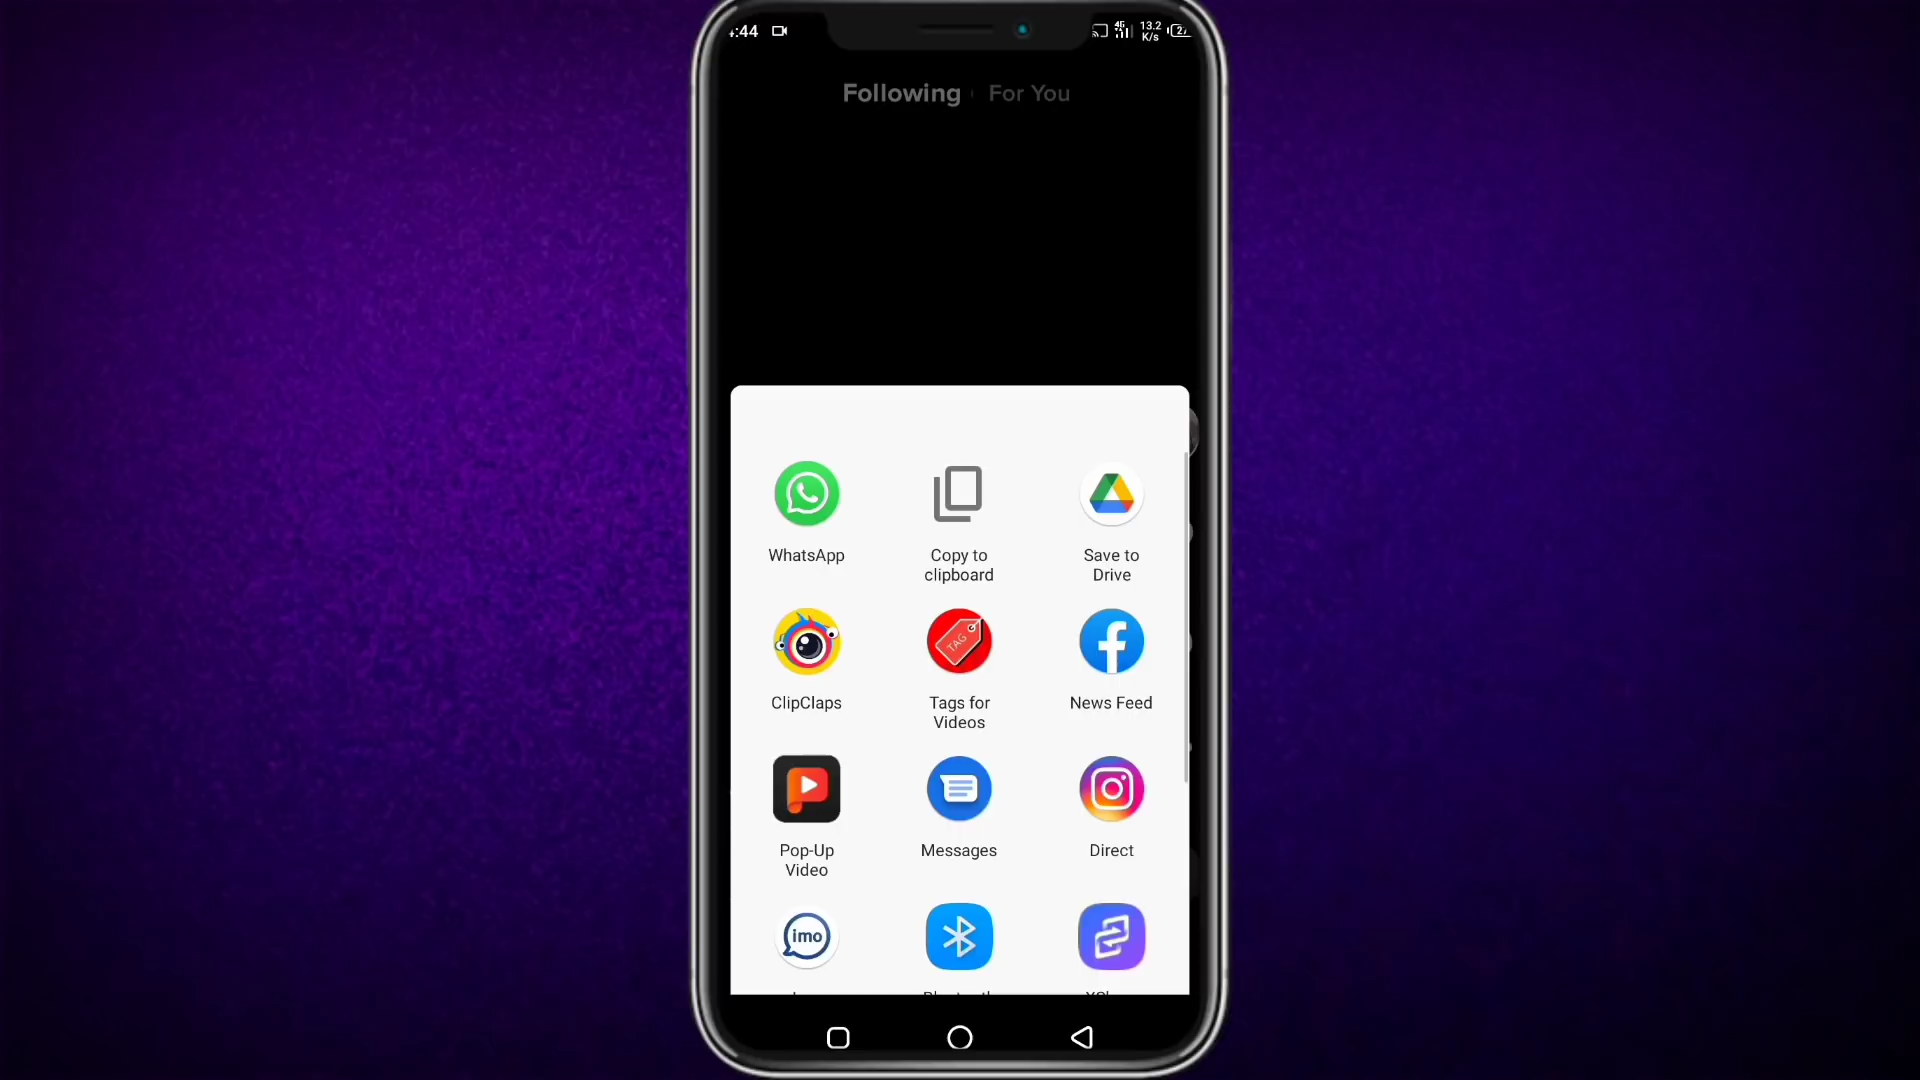 :44
4G
13.2
K/s
Following
For You
WhatsApp
Copy to
clipboard
Save to
Drive
TAG
ClipClaps
Tags for
Videos
News Feed
Pop-Up
Video
Messages
Direct
imo